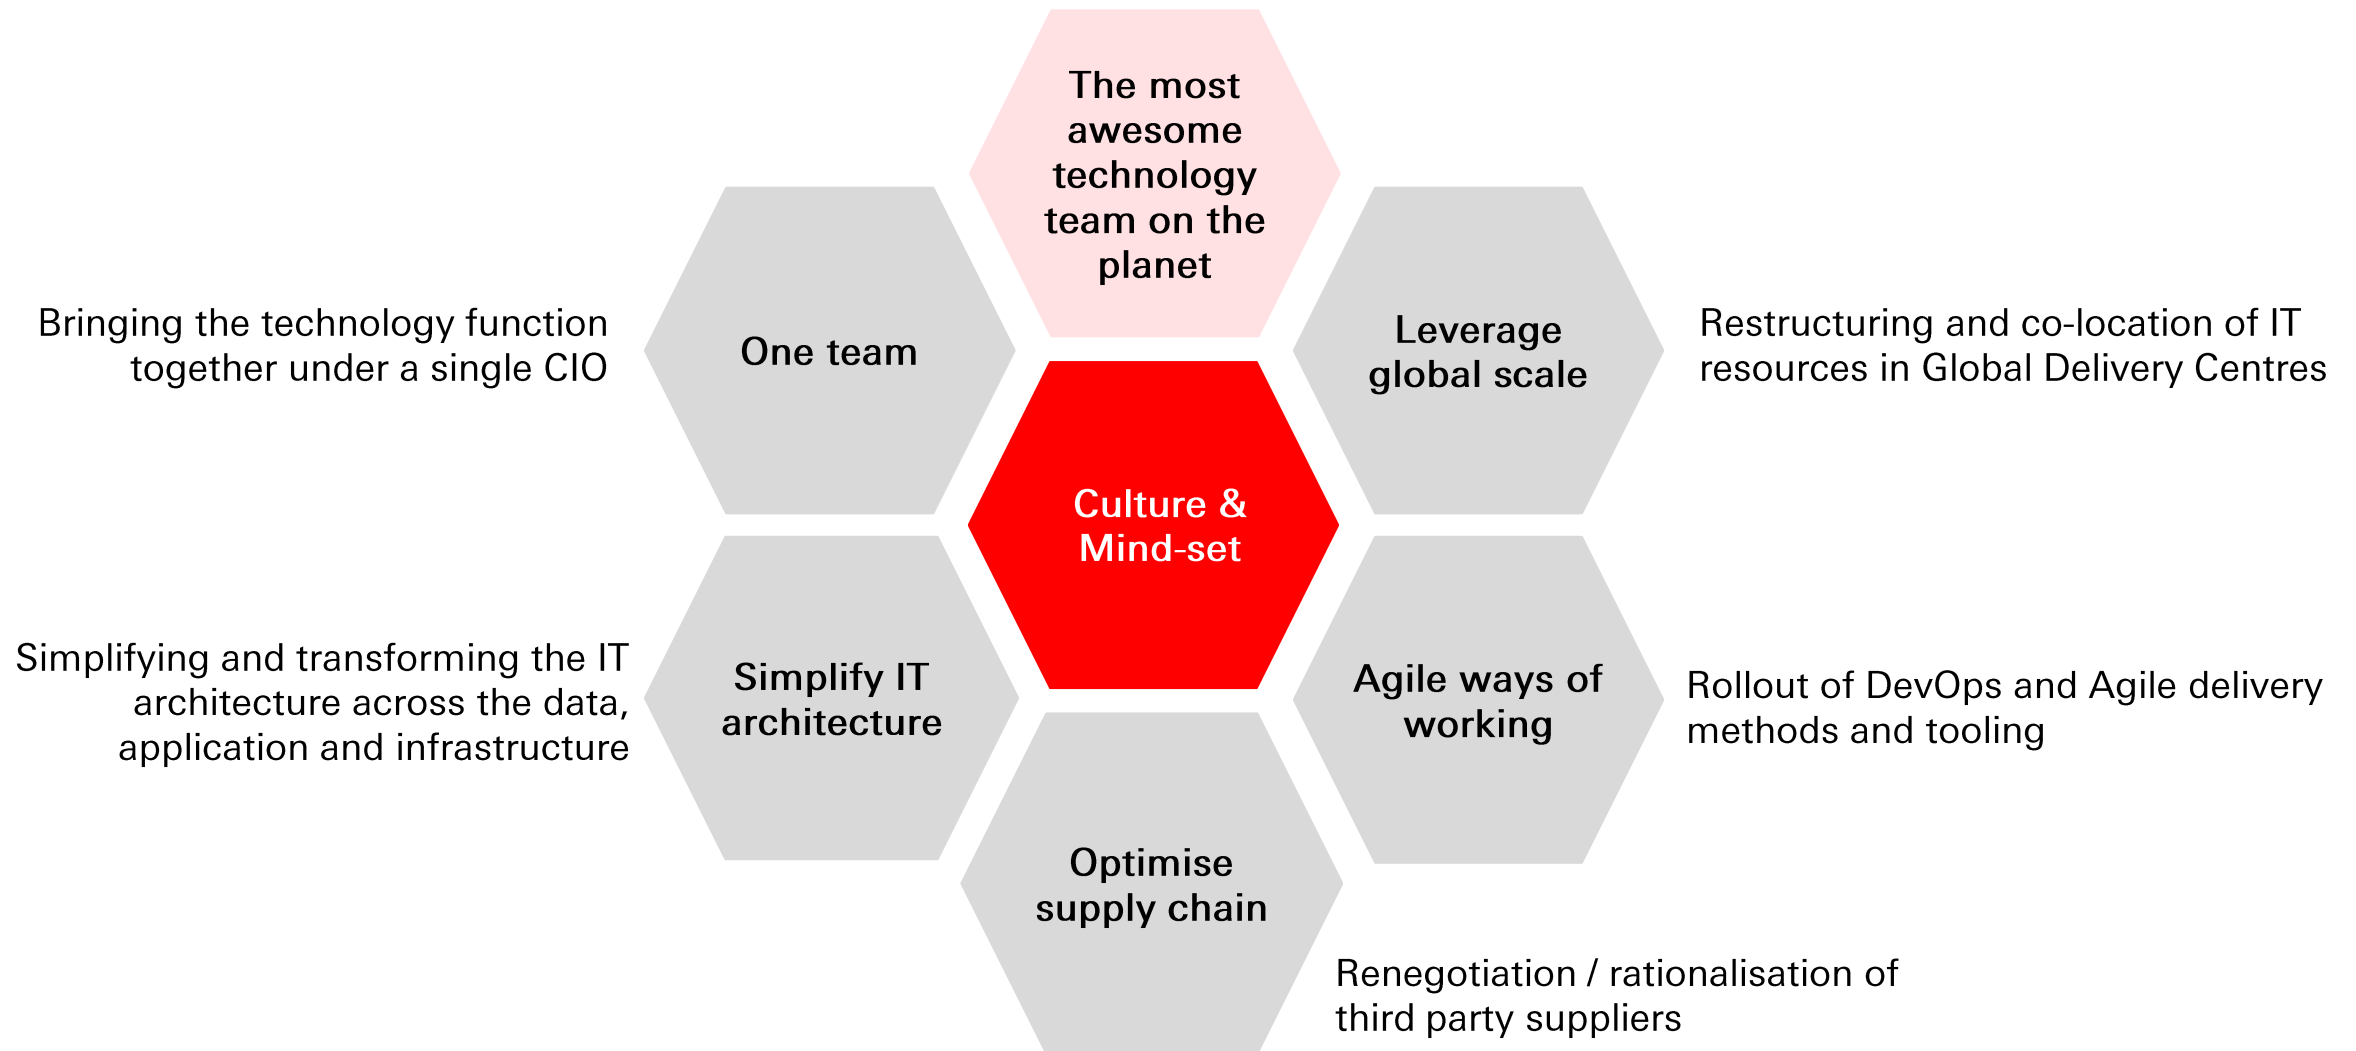 The most
awesome
technology
team on the
planet
Bringing the technology function
together under a single CIO
One team
Leverage
global scale
Restructuring and co-location of IT
resources in Global Delivery Centres
Culture &
Mind-set
Simplifying and transforming the IT
architecture across the data,
application and infrastructure
Simplify IT
architecture
Agile ways of
working
Rollout of DevOps and Agile delivery
methods and tooling
Optimise
supply chain
Renegotiation / rationalisation of
third party suppliers